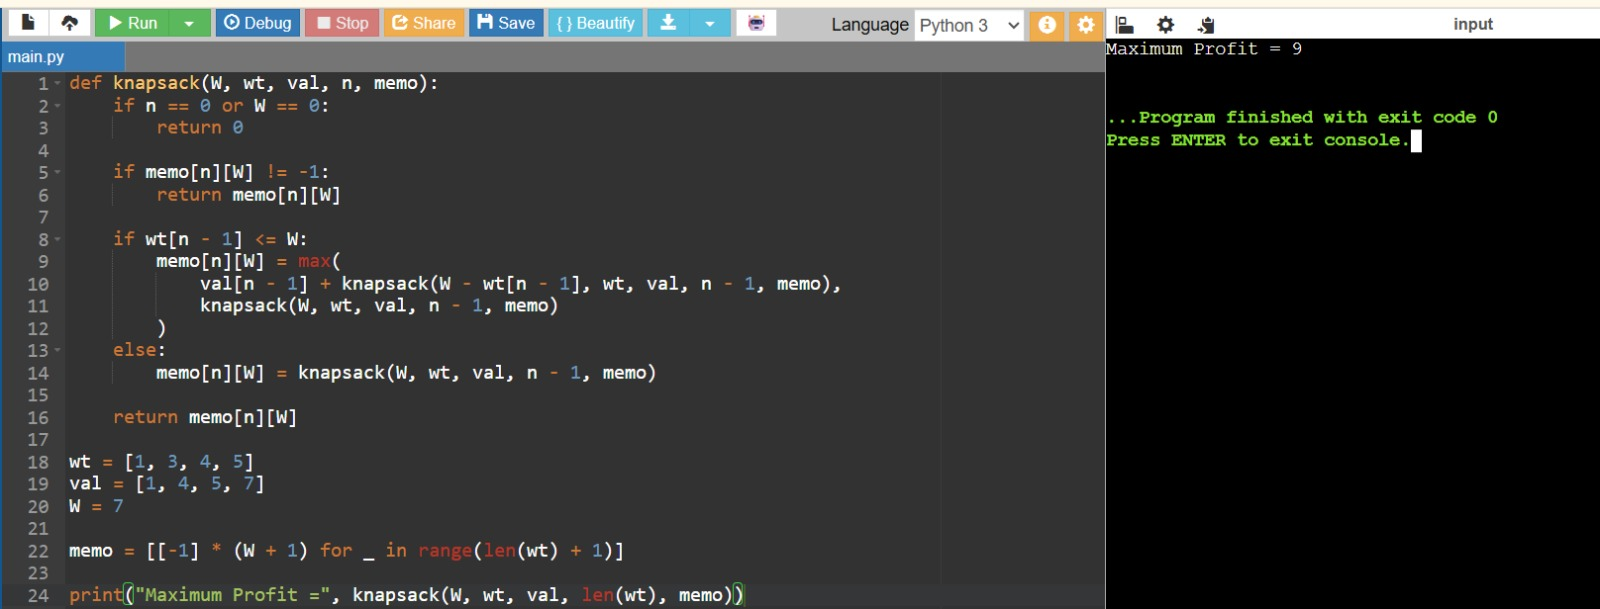 Run Debug Stop Share Save { } Beautify Language Python 3 input
main.py
1 def knapsack(W, wt, val, n, memo):
2     if n == 0 or W == 0:
3         return 0
4
5     if memo[n][W] != -1:
6         return memo[n][W]
7
8     if wt[n - 1] <= W:
9         memo[n][W] = max(
10             val[n - 1] + knapsack(W - wt[n - 1], wt, val, n - 1, memo),
11             knapsack(W, wt, val, n - 1, memo)
12         )
13     else:
14         memo[n][W] = knapsack(W, wt, val, n - 1, memo)
15
16     return memo[n][W]
17
18 wt = [1, 3, 4, 5]
19 val = [1, 4, 5, 7]
20 W = 7
21
22 memo = [[-1] * (W + 1) for _ in range(len(wt) + 1)]
23
24 print("Maximum Profit =", knapsack(W, wt, val, len(wt), memo))
Maximum Profit = 9
...Program finished with exit code 0
Press ENTER to exit console.